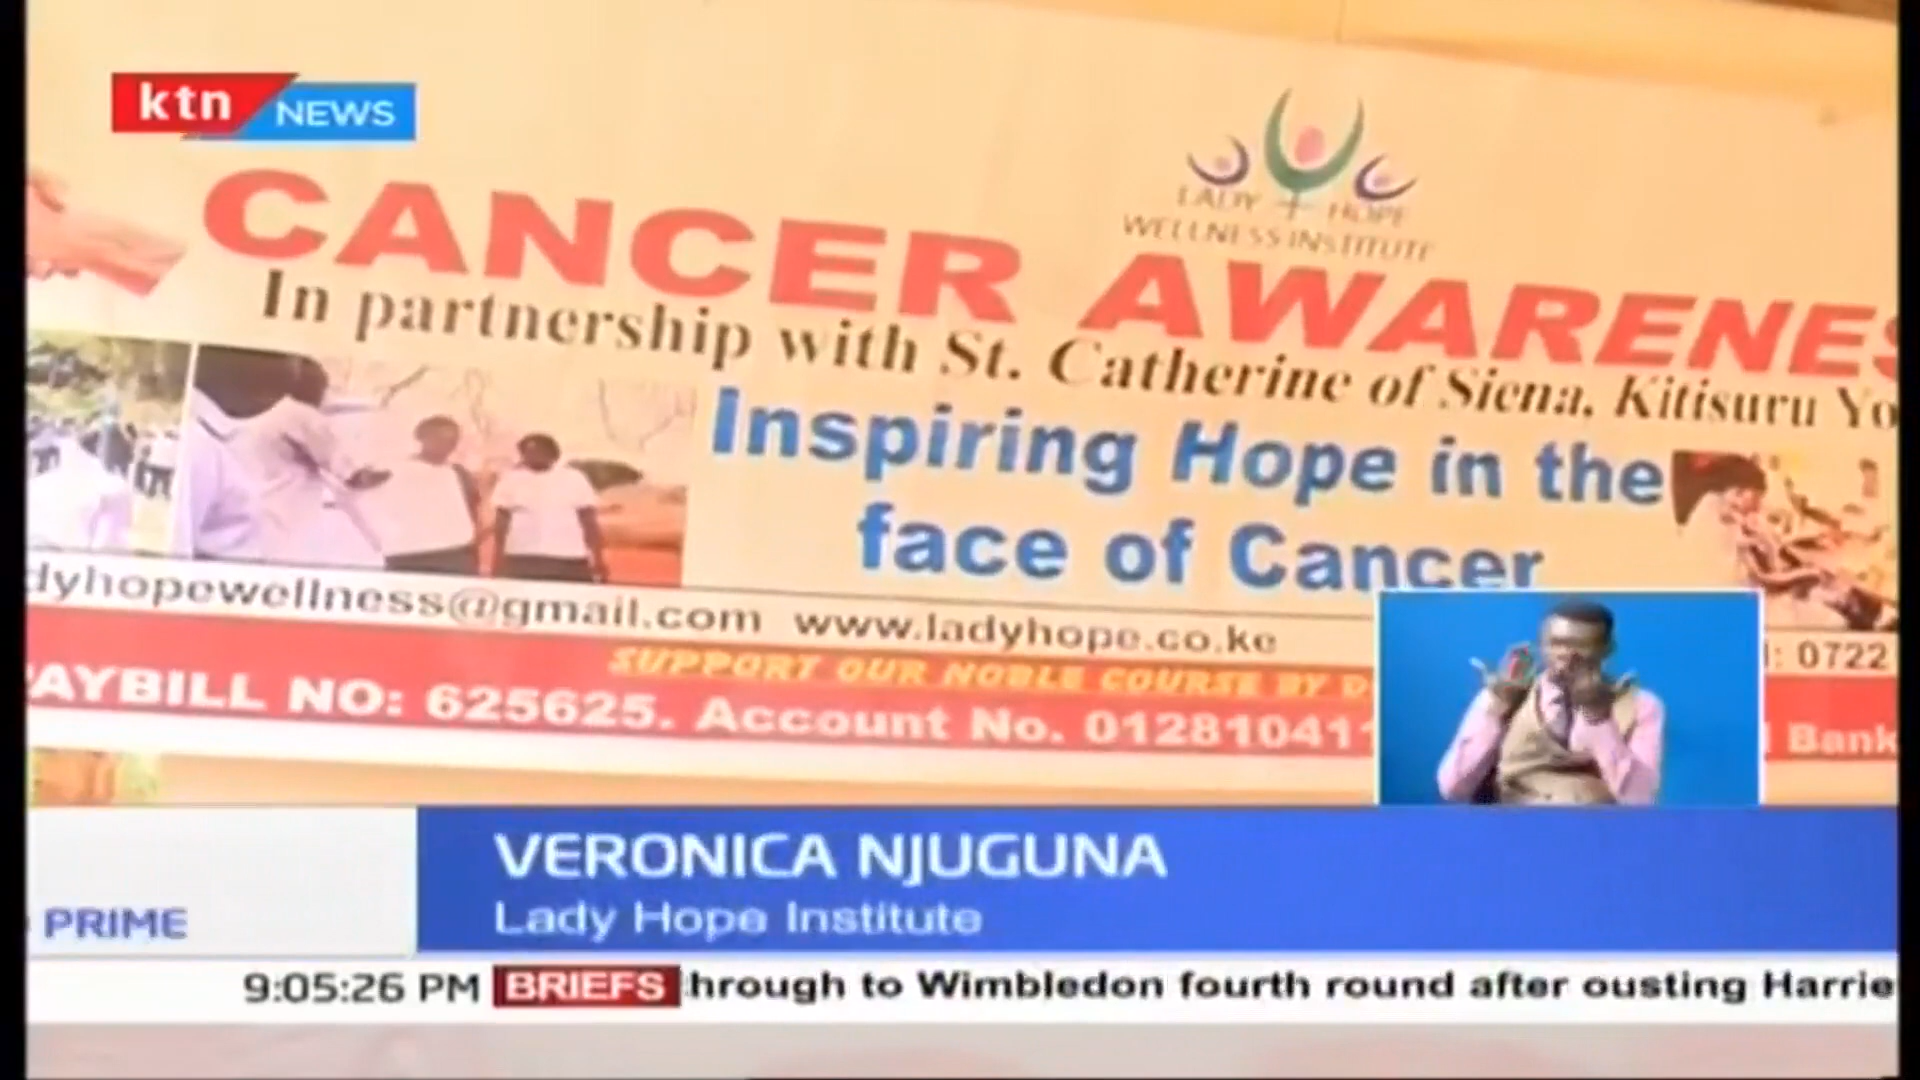 ktn NEWS
LADY HOPE
WELLNESS INSTITUTE
CANCER AWARENES
In partnership with St. Catherine of Siena, Kitisuru Yo
Inspiring Hope in the
face of Cancer
dyhopewellness@gmail.com www.ladyhope.co.ke : 0722
SUPPORT OUR NOBLE COURSE BY D
AYBILL NO: 625625. Account No. 012810411 Bank
VERONICA NJUGUNA
Lady Hope Institute
PRIME
9:05:26 PM BRIEFS hrough to Wimbledon fourth round after ousting Harrie